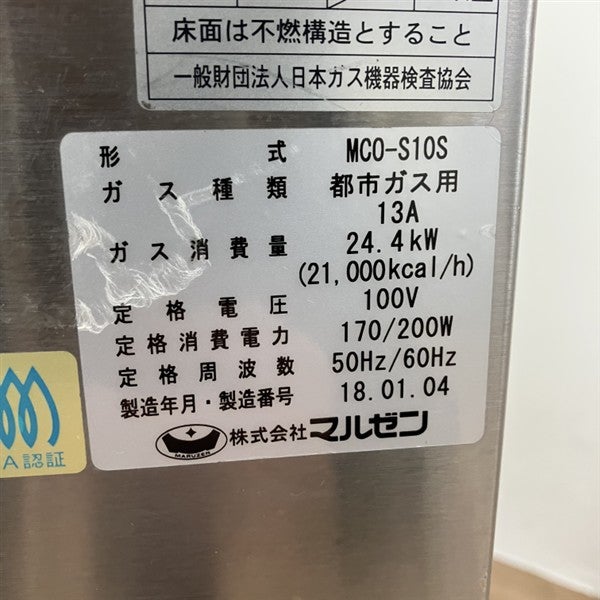 床面は不燃構造とすること
一般財団法人日本ガス機器検査協会
形 式 MCO-S10S
ガス種類 都市ガス用
13A
ガス消費量 24.4kW
(21,000kcal/h)
定格電圧 100V
定格消費電力 170/200W
定格周波数 50Hz/60Hz
製造年月・製造番号 18.01.04
MARUZEN 株式会社マルゼン
A認証